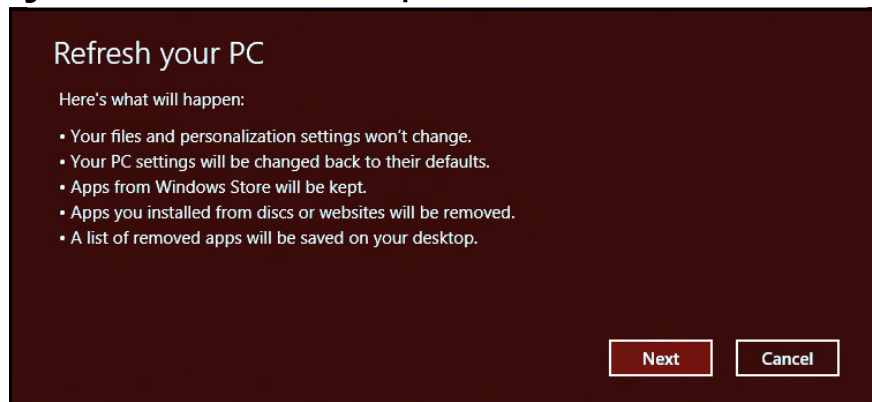 Refresh your PC
Here's what will happen:
• Your files and personalization settings won't change.
• Your PC settings will be changed back to their defaults.
• Apps from Windows Store will be kept.
• Apps you installed from discs or websites will be removed.
• A list of removed apps will be saved on your desktop.
Next Cancel